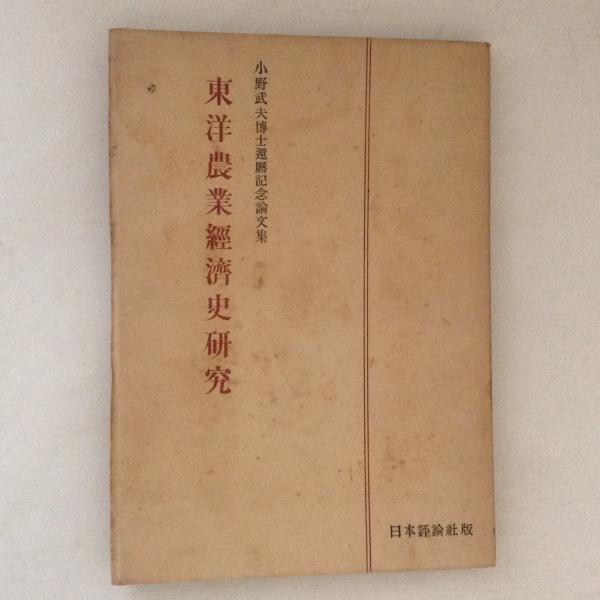 小野武夫博士還曆記念論文集
東洋農業經濟史研究
日本評論社版